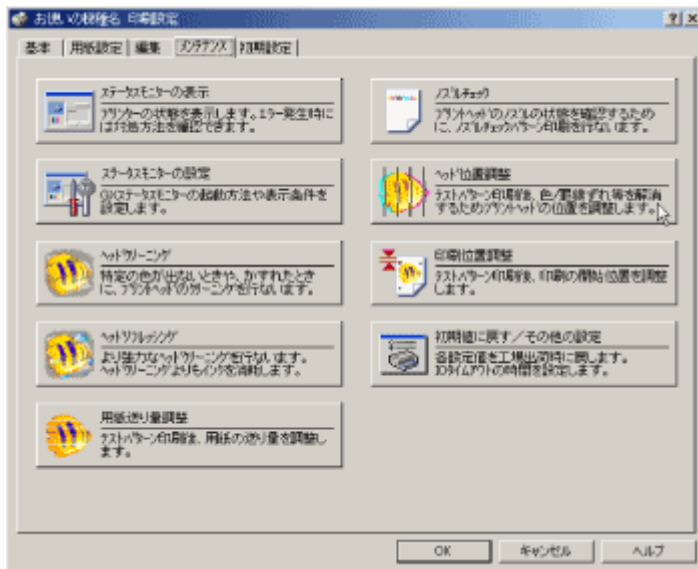 お使いの機種名 印刷設定
基本 用紙設定 編集 メンテナンス 初期設定
ステータスモニターの表示
プリンターの状態を表示します。エラー発生時に
は対処方法を確認できます。
ノズルチェック
プリントヘッドのノズルの状態を確認するため
に、ノズルチェックパターン印刷を行ないます。
ステータスモニターの設定
GXステータスモニターの起動方法や表示条件を
設定します。
ヘッド位置調整
テストパターン印刷後、色/罫線ずれ等を解消
するためプリントヘッドの位置を調整します。
ヘッドクリーニング
特定の色が出ないときや、かすれたとき
に、プリントヘッドのクリーニングを行ないます。
印刷位置調整
テストパターン印刷後、印刷の開始位置を調整
します。
ヘッドリフレッシング
より強力なヘッドクリーニングを行ないます。
ヘッドクリーニングよりもインクを消耗します。
初期値に戻す/その他の設定
各設定値を工場出荷時に戻します。
IOタイムアウトの時間を設定します。
用紙送り量調整
テストパターン印刷後、用紙の送り量を調整し
ます。
OK キャンセル ヘルプ